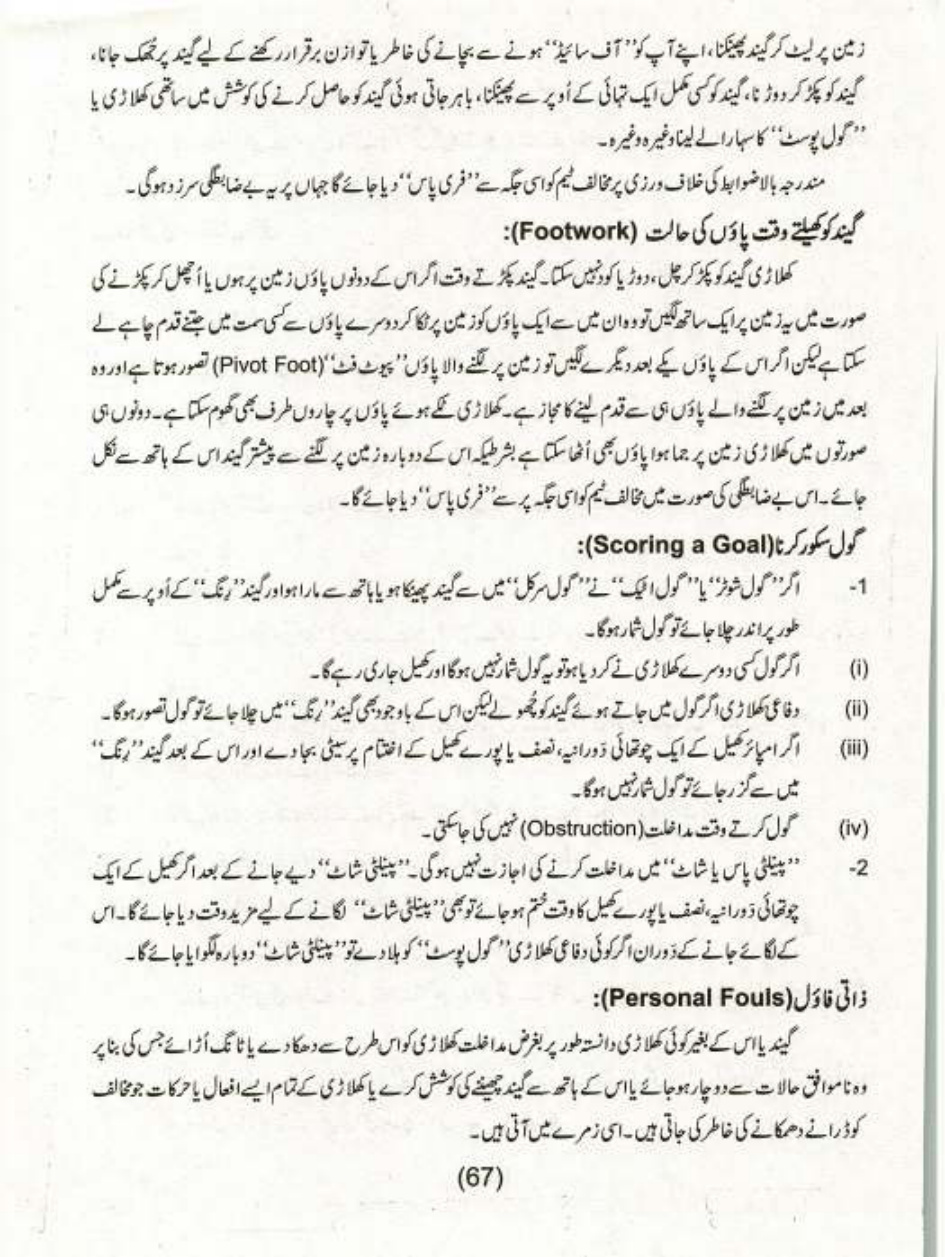 زمین پر لیٹ کر گیند پھینکنا، اپنے آپ کو ’’آف سائیڈ‘‘ ہونے سے بچانے کی خاطر یا توازن برقرار رکھنے کے لیے گیند پر جُھک جانا،
گیند کو پکڑ کر دوڑنا، گیند کو کسی مکمل ایک تہائی کے اُوپر سے پھینکنا، باہر جاتی ہوئی گیند کو حاصل کرنے کی کوشش میں ساتھی کھلاڑی یا
’’گول پوسٹ‘‘ کا سہارا لے لینا وغیرہ وغیرہ۔
مندرجہ بالا ضوابط کی خلاف ورزی پر مخالف ٹیم کو اسی جگہ سے ’’فری پاس‘‘ دیا جائے گا جہاں پر یہ بے ضابطگی سرزد ہوگی۔
گیند کو کھیلتے وقت پاؤں کی حالت (Footwork):
کھلاڑی گیند کو پکڑ کر چل، دوڑ یا کود نہیں سکتا۔ گیند پکڑتے وقت اگر اس کے دونوں پاؤں زمین پر ہوں یا اُچھل کر پکڑنے کی
صورت میں یہ زمین پر ایک ساتھ لگیں تو وہ ان میں سے ایک پاؤں کو زمین پر ٹکا کر دوسرے پاؤں سے کسی سمت میں جتنے قدم چاہے لے
سکتا ہے لیکن اگر اس کے پاؤں یکے بعد دیگرے لگیں تو زمین پر لگنے والا پاؤں ’’پیوٹ فٹ‘‘ (Pivot Foot) تصور ہوتا ہے اور وہ
بعد میں زمین پر لگنے والے پاؤں ہی سے قدم لینے کا مجاز ہے۔ کھلاڑی ٹکے ہوئے پاؤں پر چاروں طرف بھی گھوم سکتا ہے۔ دونوں ہی
صورتوں میں کھلاڑی زمین پر جما ہوا پاؤں بھی اُٹھا سکتا ہے بشرطیکہ اس کے دوبارہ زمین پر لگنے سے پیشتر گیند اس کے ہاتھ سے نکل
جائے۔ اس بے ضابطگی کی صورت میں مخالف ٹیم کو اسی جگہ پر سے ’’فری پاس‘‘ دیا جائے گا۔
گول سکور کرنا (Scoring a Goal):
1- اگر ’’گول شوٹر‘‘ یا ’’گول اٹیک‘‘ نے ’’گول سرکل‘‘ میں سے گیند پھینکا ہو یا ہاتھ سے مارا ہو اور گیند ’’رِنگ‘‘ کے اُوپر سے مکمل
طور پر اندر چلا جائے تو گول شمار ہوگا۔
(i) اگر گول کسی دوسرے کھلاڑی نے کر دیا ہو تو یہ گول شمار نہیں ہوگا اور کھیل جاری رہے گا۔
(ii) دفاعی کھلاڑی اگر گول میں جاتے ہوئے گیند کو چُھو لے لیکن اس کے باوجود بھی گیند ’’رِنگ‘‘ میں چلا جائے تو گول تصور ہوگا۔
(iii) اگر امپائر کھیل کے ایک چوتھائی دَورانیہ، نصف یا پورے کھیل کے اختتام پر سیٹی بجا دے اور اس کے بعد گیند ’’رِنگ‘‘
میں سے گزر جائے تو گول شمار نہیں ہوگا۔
(iv) گول کرتے وقت مداخلت (Obstruction) نہیں کی جاسکتی۔
2- ’’پینلٹی پاس یا شاٹ‘‘ میں مداخلت کرنے کی اجازت نہیں ہوگی۔ ’’پینلٹی شاٹ‘‘ دیے جانے کے بعد اگر کھیل کے ایک
چوتھائی دَورانیہ، نصف یا پورے کھیل کا وقت ختم ہو جائے تو بھی ’’پینلٹی شاٹ‘‘ لگانے کے لیے مزید وقت دیا جائے گا۔ اس
کے لگائے جانے کے دَوران اگر کوئی دفاعی کھلاڑی ’’گول پوسٹ‘‘ کو ہلا دے تو ’’پینلٹی شاٹ‘‘ دوبارہ لگوایا جائے گا۔
ذاتی فاؤل (Personal Fouls):
گیند یا اس کے بغیر کوئی کھلاڑی دانستہ طور پر بغرض مداخلت کھلاڑی کو اس طرح سے دھکا دے یا ٹانگ اُڑائے جس کی بنا پر
وہ ناموافق حالات سے دوچار ہو جائے یا اس کے ہاتھ سے گیند چھیننے کی کوشش کرے یا کھلاڑی کے تمام ایسے افعال یا حرکات جو مخالف
کو ڈرانے دھمکانے کی خاطر کی جاتی ہیں۔ اسی زمرے میں آتی ہیں۔
(67)